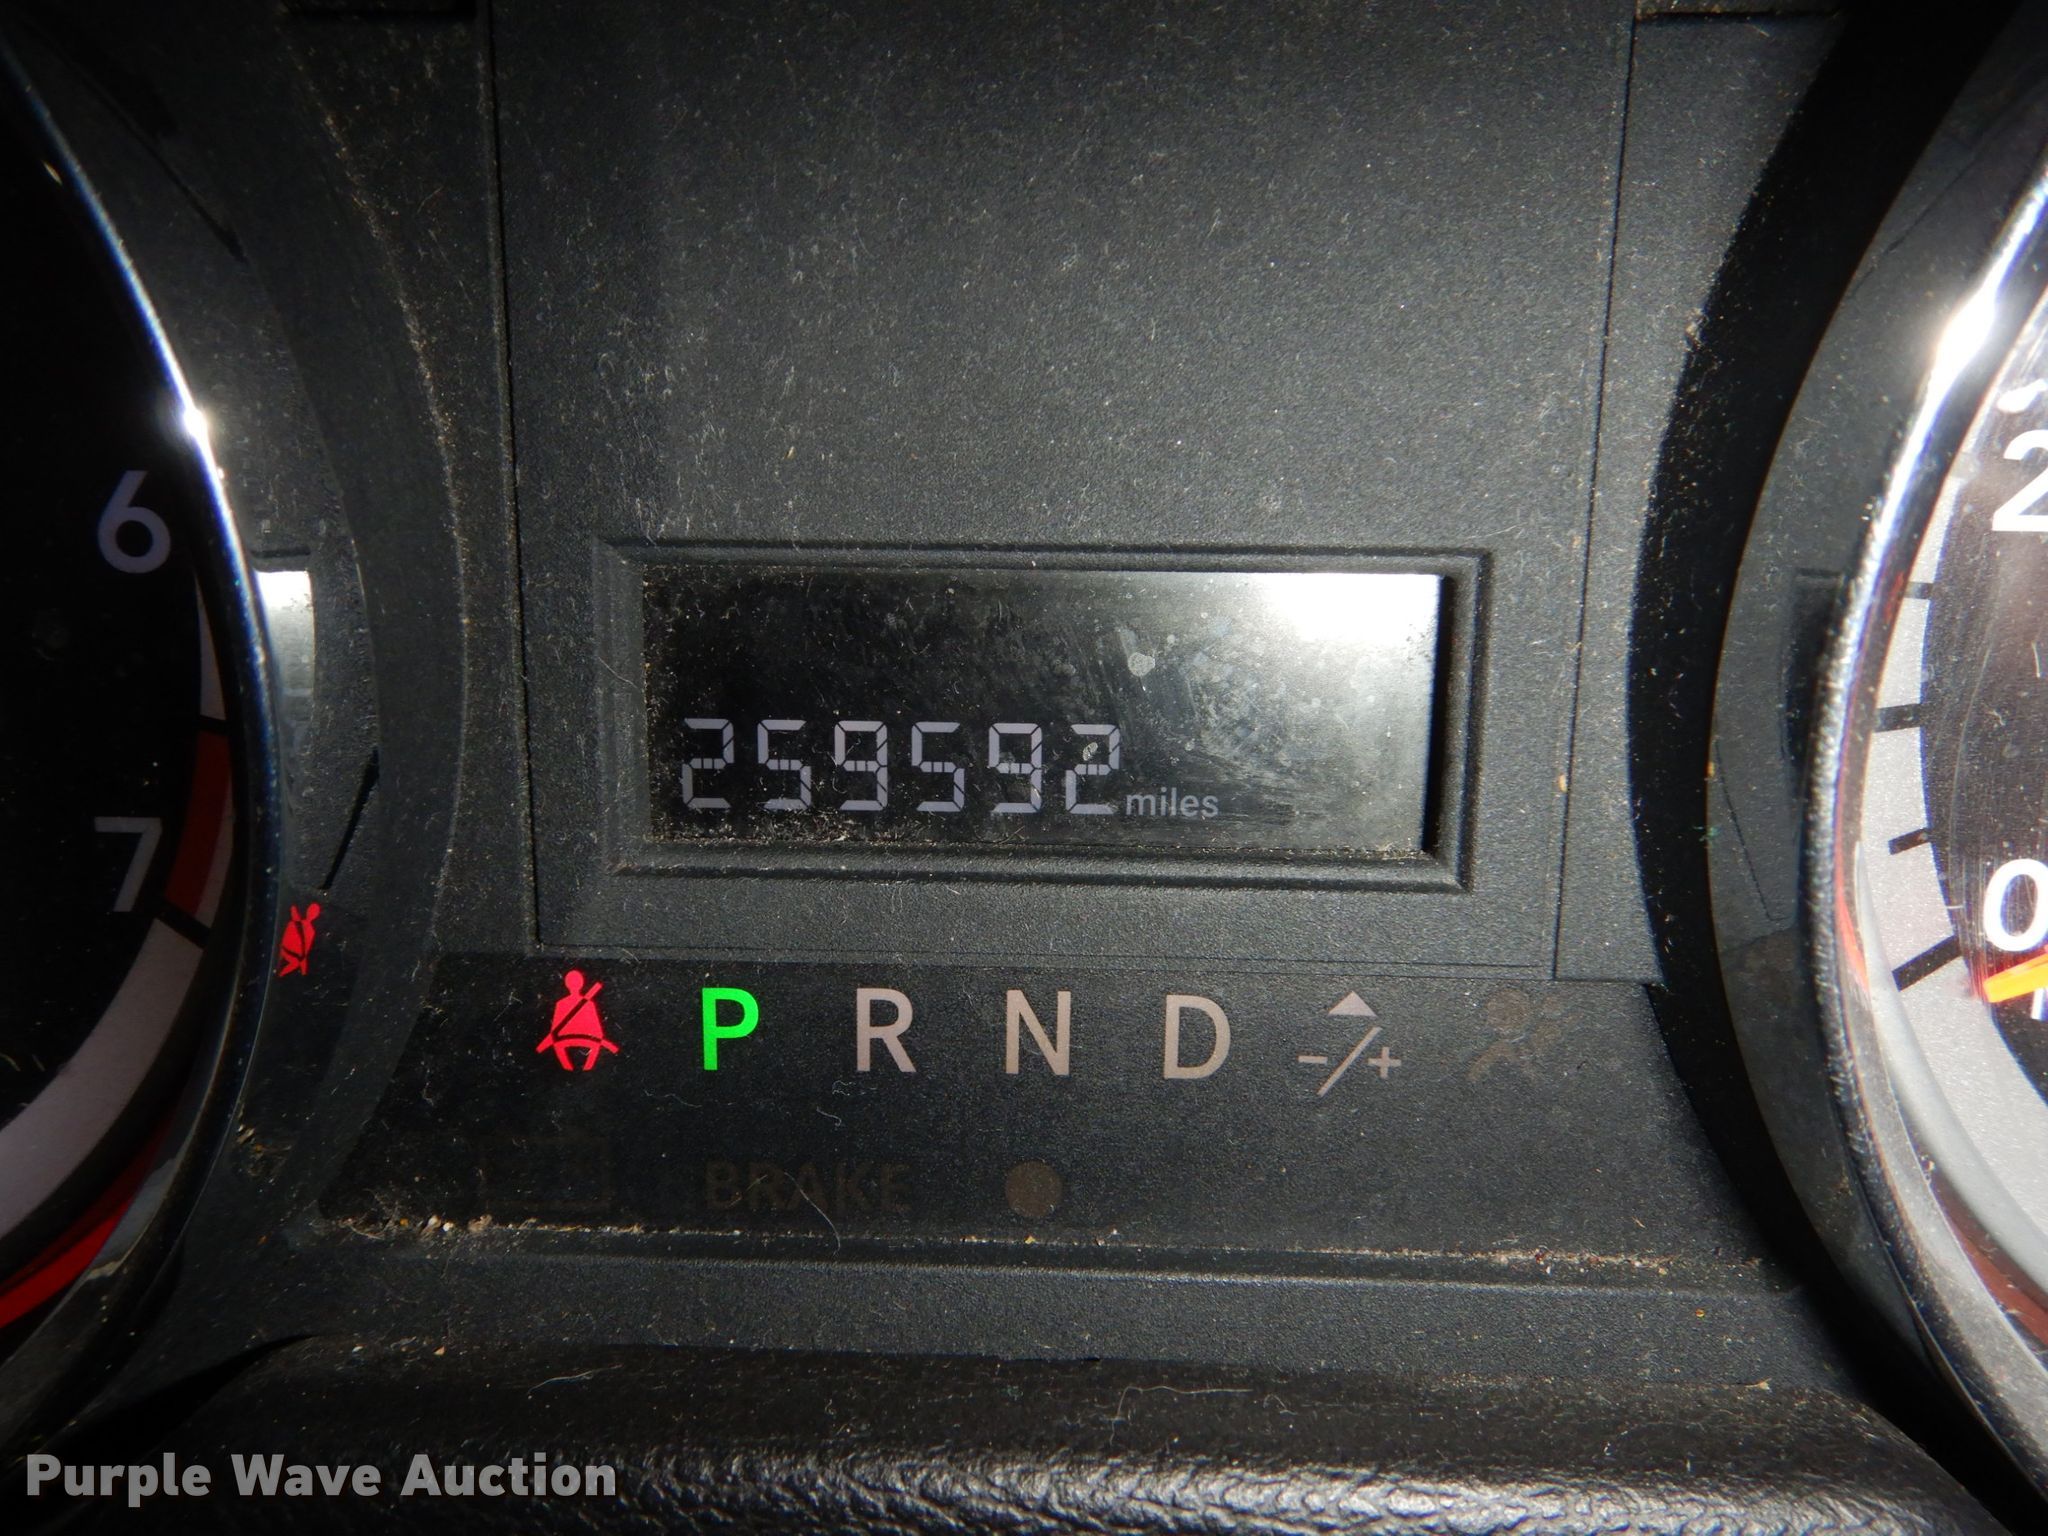 6
7
2
0
259592 miles
P R N D -/+
BRAKE
Purple Wave Auction